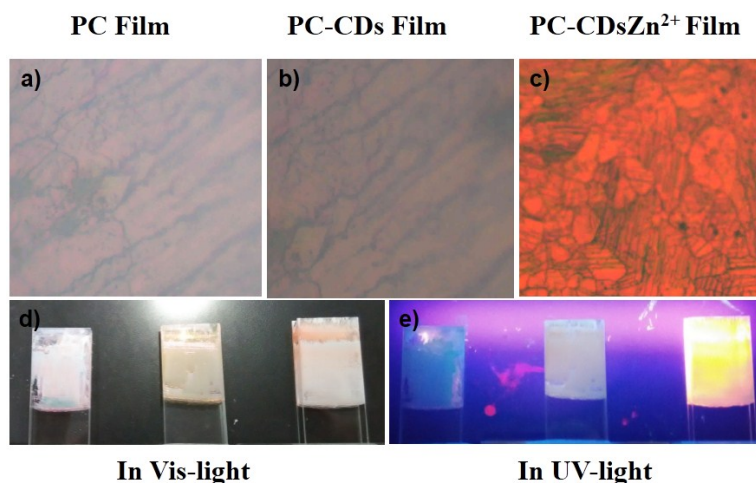 PC Film
PC-CDs Film
PC-CDsZn²⁺ Film
a)
b)
c)
d)
e)
In Vis-light
In UV-light